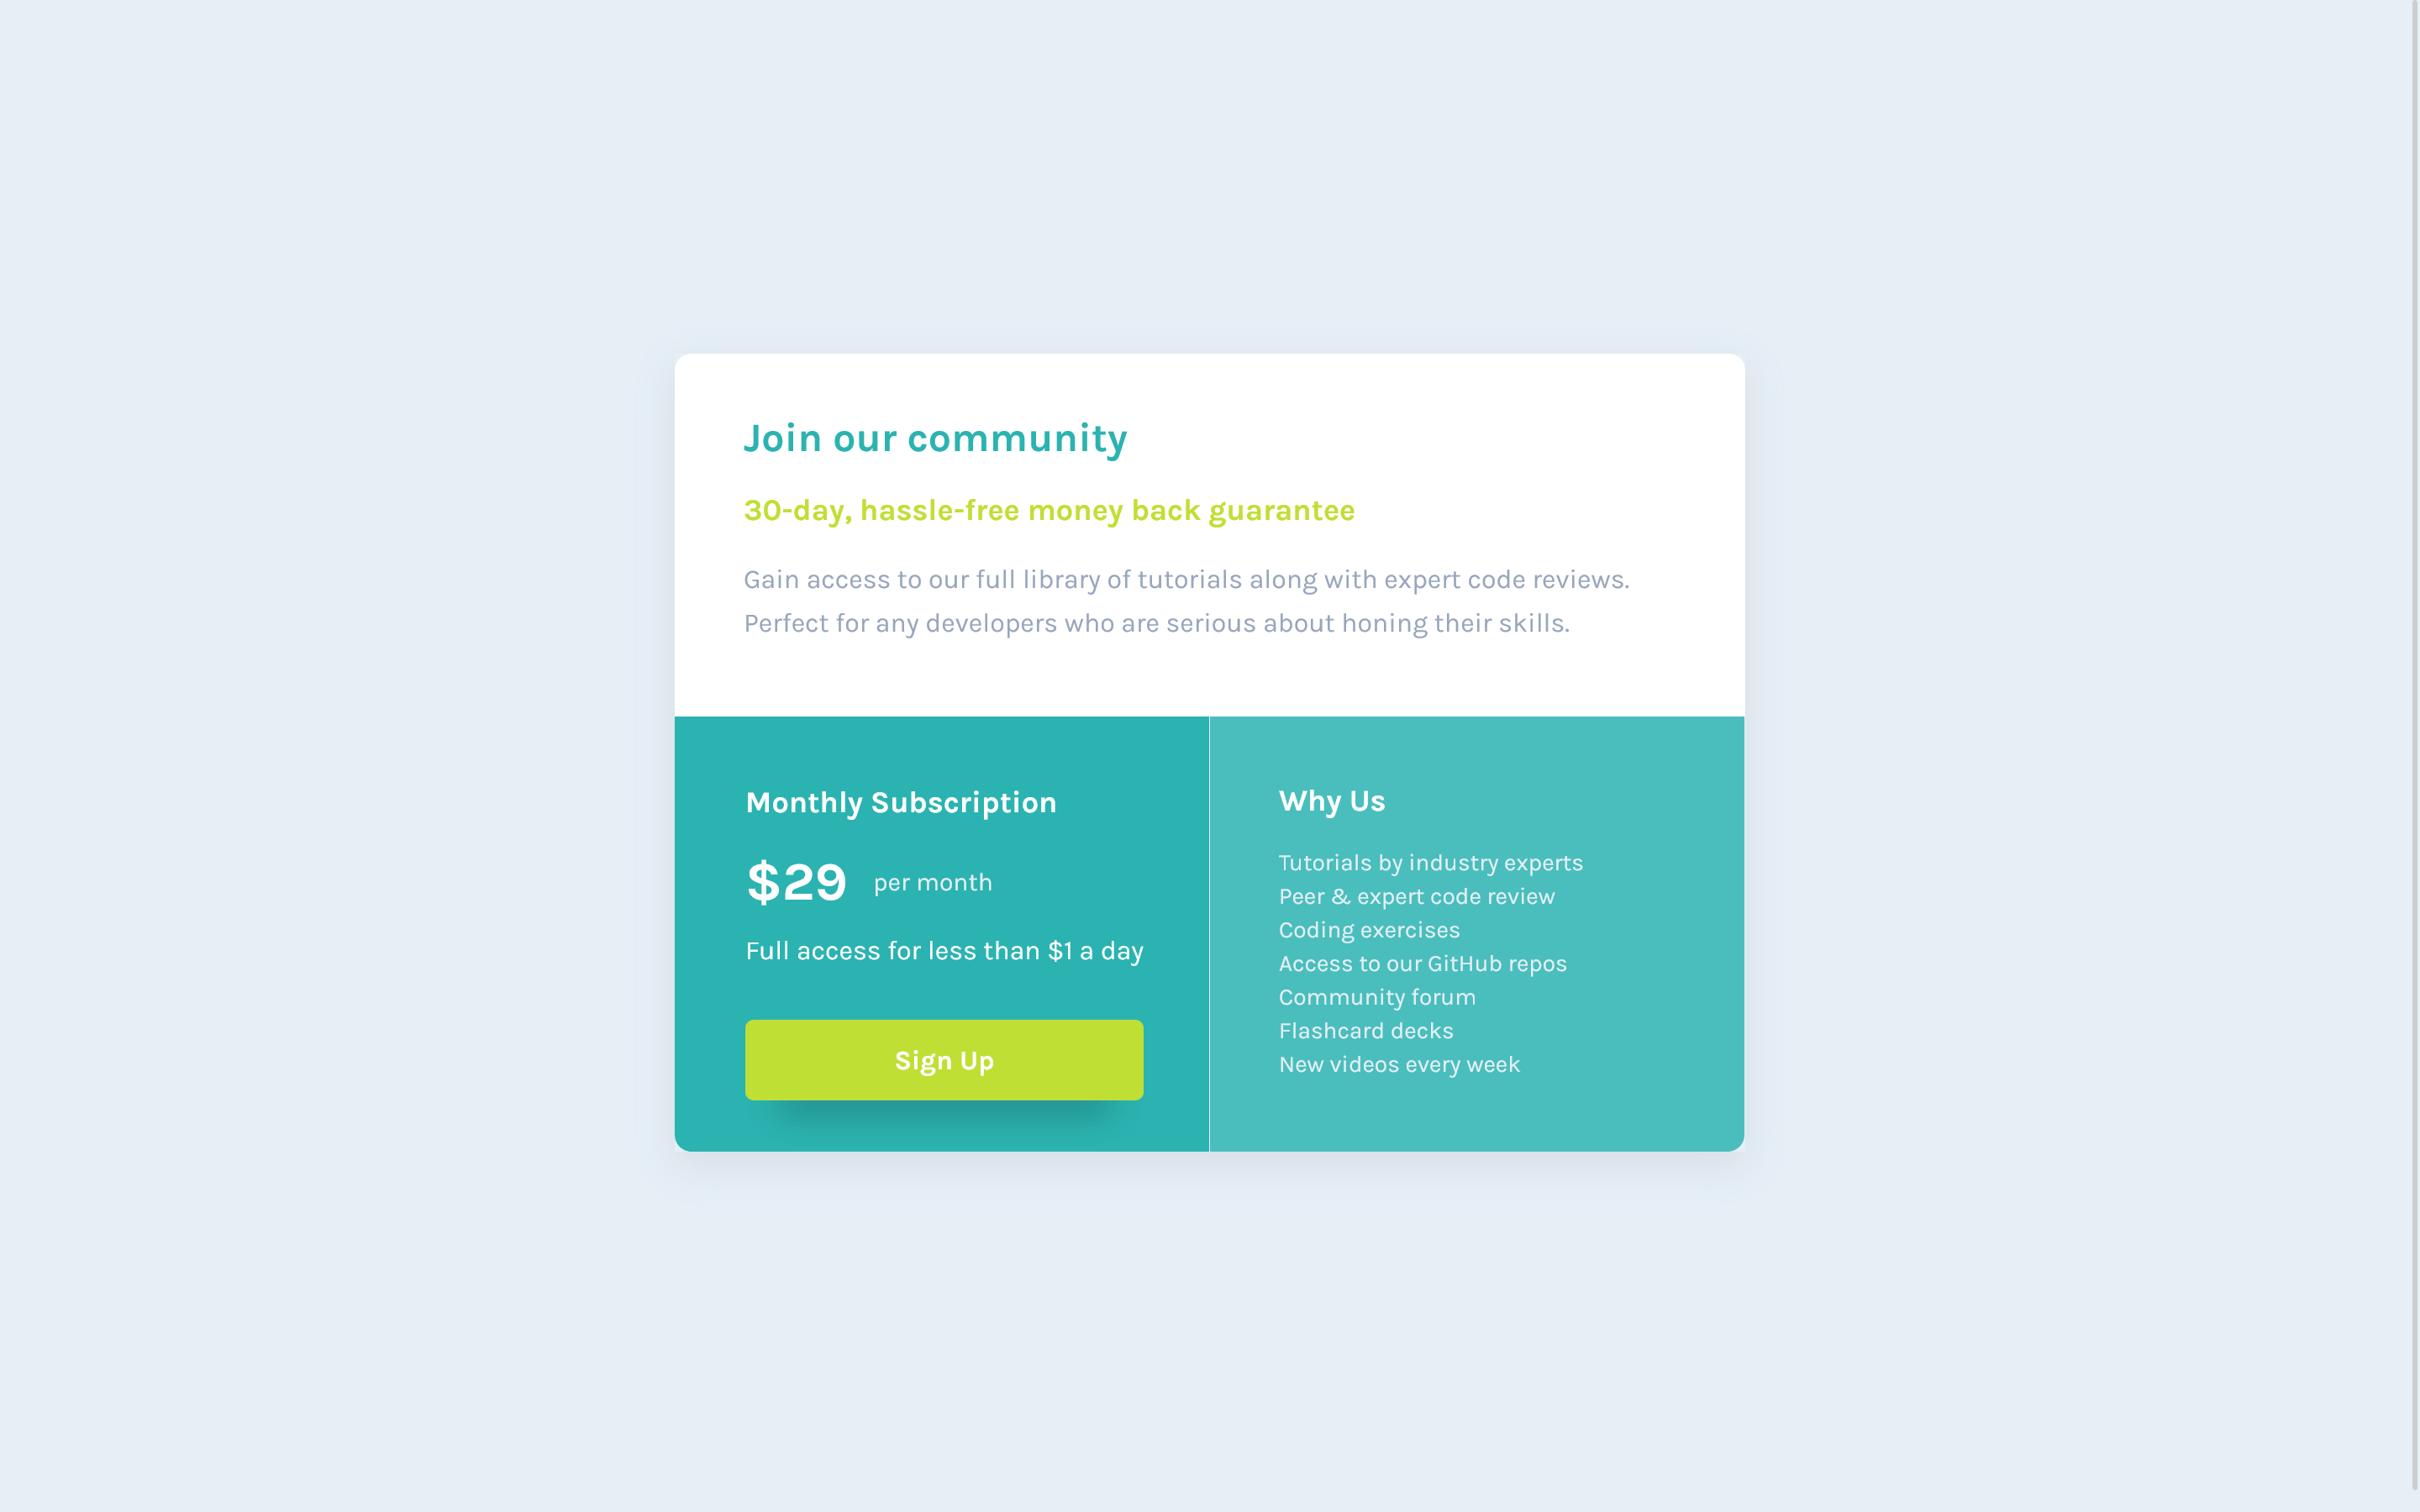 Join our community
30-day, hassle-free money back guarantee
Gain access to our full library of tutorials along with expert code reviews.
Perfect for any developers who are serious about honing their skills.
Monthly Subscription
$29 per month
Full access for less than $1 a day
Sign Up
Why Us
Tutorials by industry experts
Peer & expert code review
Coding exercises
Access to our GitHub repos
Community forum
Flashcard decks
New videos every week